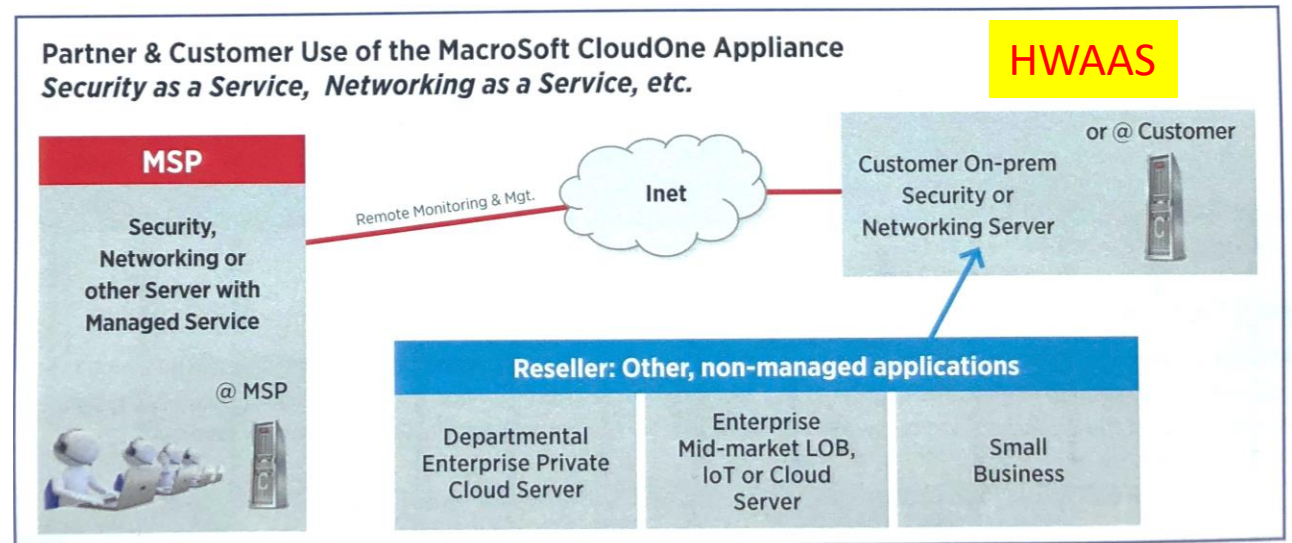 Partner & Customer Use of the MacroSoft CloudOne Appliance
Security as a Service, Networking as a Service, etc.
HWAAS
MSP
Security,
Networking or
other Server with
Managed Service
@ MSP
Remote Monitoring & Mgt.
Inet
or @ Customer
Customer On-prem
Security or
Networking Server
Reseller: Other, non-managed applications
Departmental
Enterprise Private
Cloud Server
Enterprise
Mid-market LOB,
IoT or Cloud
Server
Small
Business